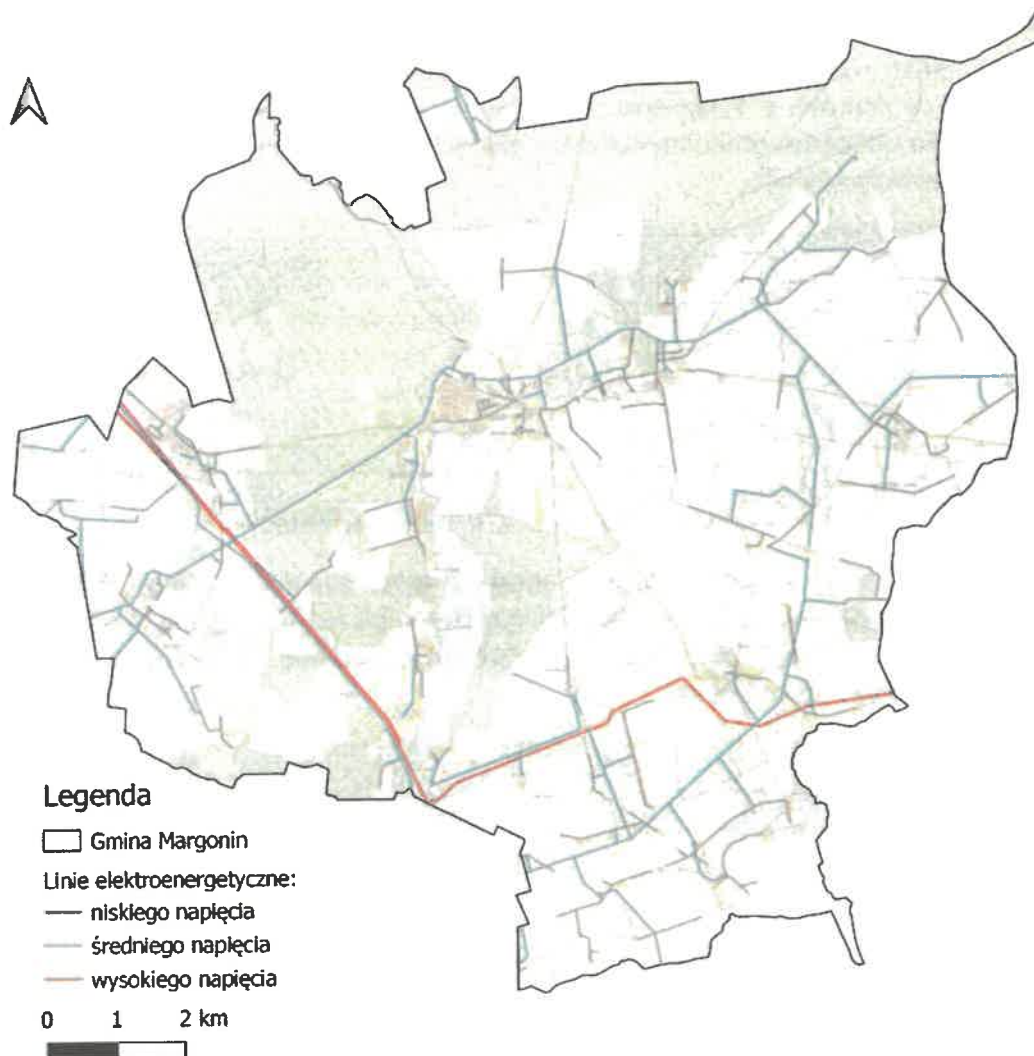 Legenda
Gmina Margonin
Linie elektroenergetyczne:
niskiego napięcia
średniego napięcia
wysokiego napięcia
0 1 2 km